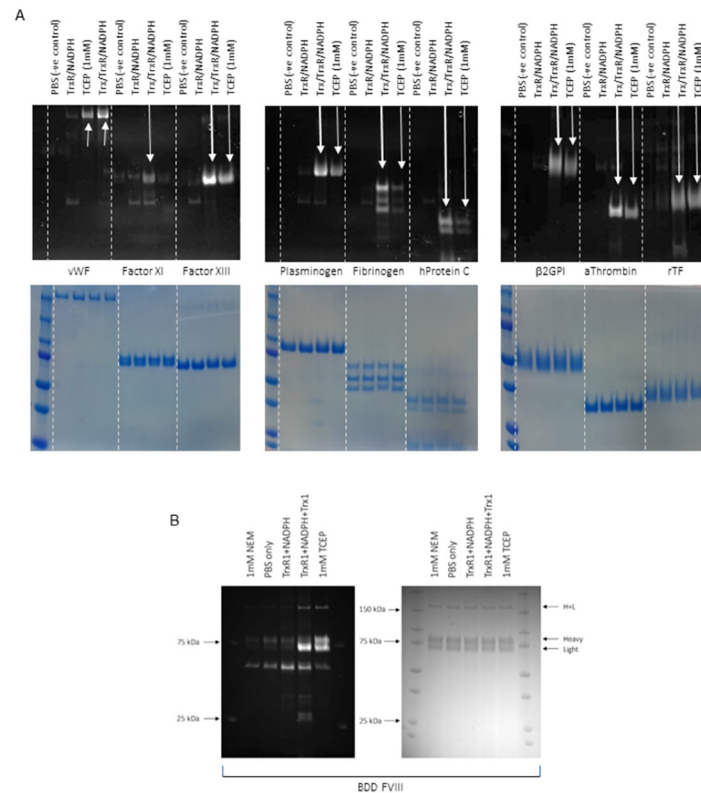 A
PBS (-ve control)
TrxR/NADPH
TCEP (1mM)
Trx/TrxR/NADPH
PBS (-ve control)
TrxR/NADPH
Trx/TrxR/NADPH
TCEP (1mM)
PBS (-ve control)
TrxR/NADPH
Trx/TrxR/NADPH
TCEP (1mM)
PBS (-ve control)
TrxR/NADPH
Trx/TrxR/NADPH
TCEP (1mM)
PBS (-ve control)
TrxR/NADPH
Trx/TrxR/NADPH
TCEP (1mM)
PBS (-ve control)
TrxR/NADPH
Trx/TrxR/NADPH
TCEP (1mM)
PBS (-ve control)
TrxR/NADPH
Trx/TrxR/NADPH
TCEP (1mM)
PBS (-ve control)
TrxR/NADPH
Trx/TrxR/NADPH
TCEP (1mM)
PBS (-ve control)
TrxR/NADPH
Trx/TrxR/NADPH
TCEP (1mM)
vWF
Factor XI
Factor XIII
Plasminogen
Fibrinogen
hProtein C
β2GPI
aThrombin
rTF
B
1mM NEM
PBS only
TrxR1+NADPH
TrxR1+NADPH+Trx1
1mM TCEP
1mM NEM
PBS only
TrxR1+NADPH
TrxR1+NADPH+Trx1
1mM TCEP
75 kDa
25 kDa
150 kDa
75 kDa
25 kDa
H+L
Heavy
Light
BDD FVIII